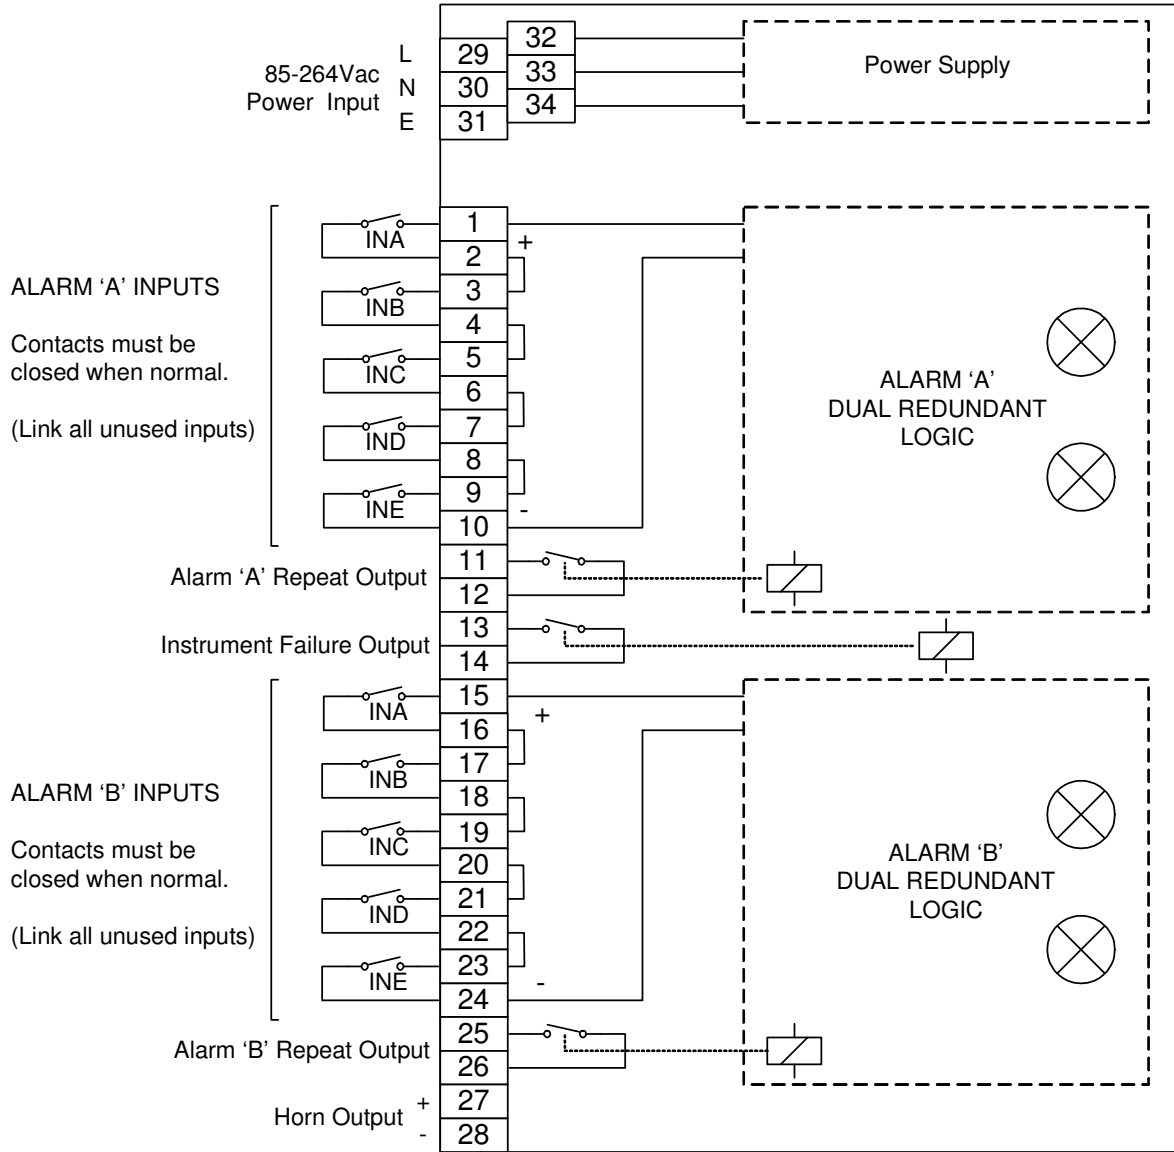 85-264Vac
Power Input
L
N
E
29
30
31
32
33
34
Power Supply
ALARM ‘A’ INPUTS
Contacts must be
closed when normal.
(Link all unused inputs)
INA
INB
INC
IND
INE
1
2
3
4
5
6
7
8
9
10
+
-
ALARM ‘A’
DUAL REDUNDANT
LOGIC
Alarm ‘A’ Repeat Output
11
12
Instrument Failure Output
13
14
ALARM ‘B’ INPUTS
Contacts must be
closed when normal.
(Link all unused inputs)
INA
INB
INC
IND
INE
15
16
17
18
19
20
21
22
23
24
+
-
ALARM ‘B’
DUAL REDUNDANT
LOGIC
Alarm ‘B’ Repeat Output
25
26
Horn Output
+
-
27
28